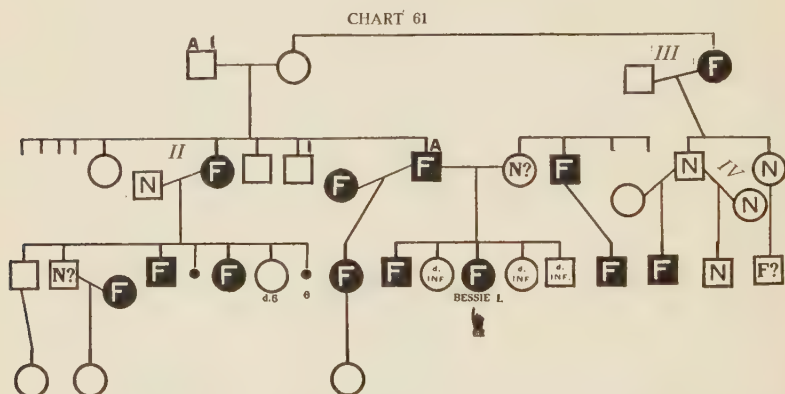 CHART 61
A I
F III
II A
N F F F N? F N IV N
F N
N? F F F F F d. INF. F d. INF. d. INF. F F N F?
d.6 6 BESSIE I.